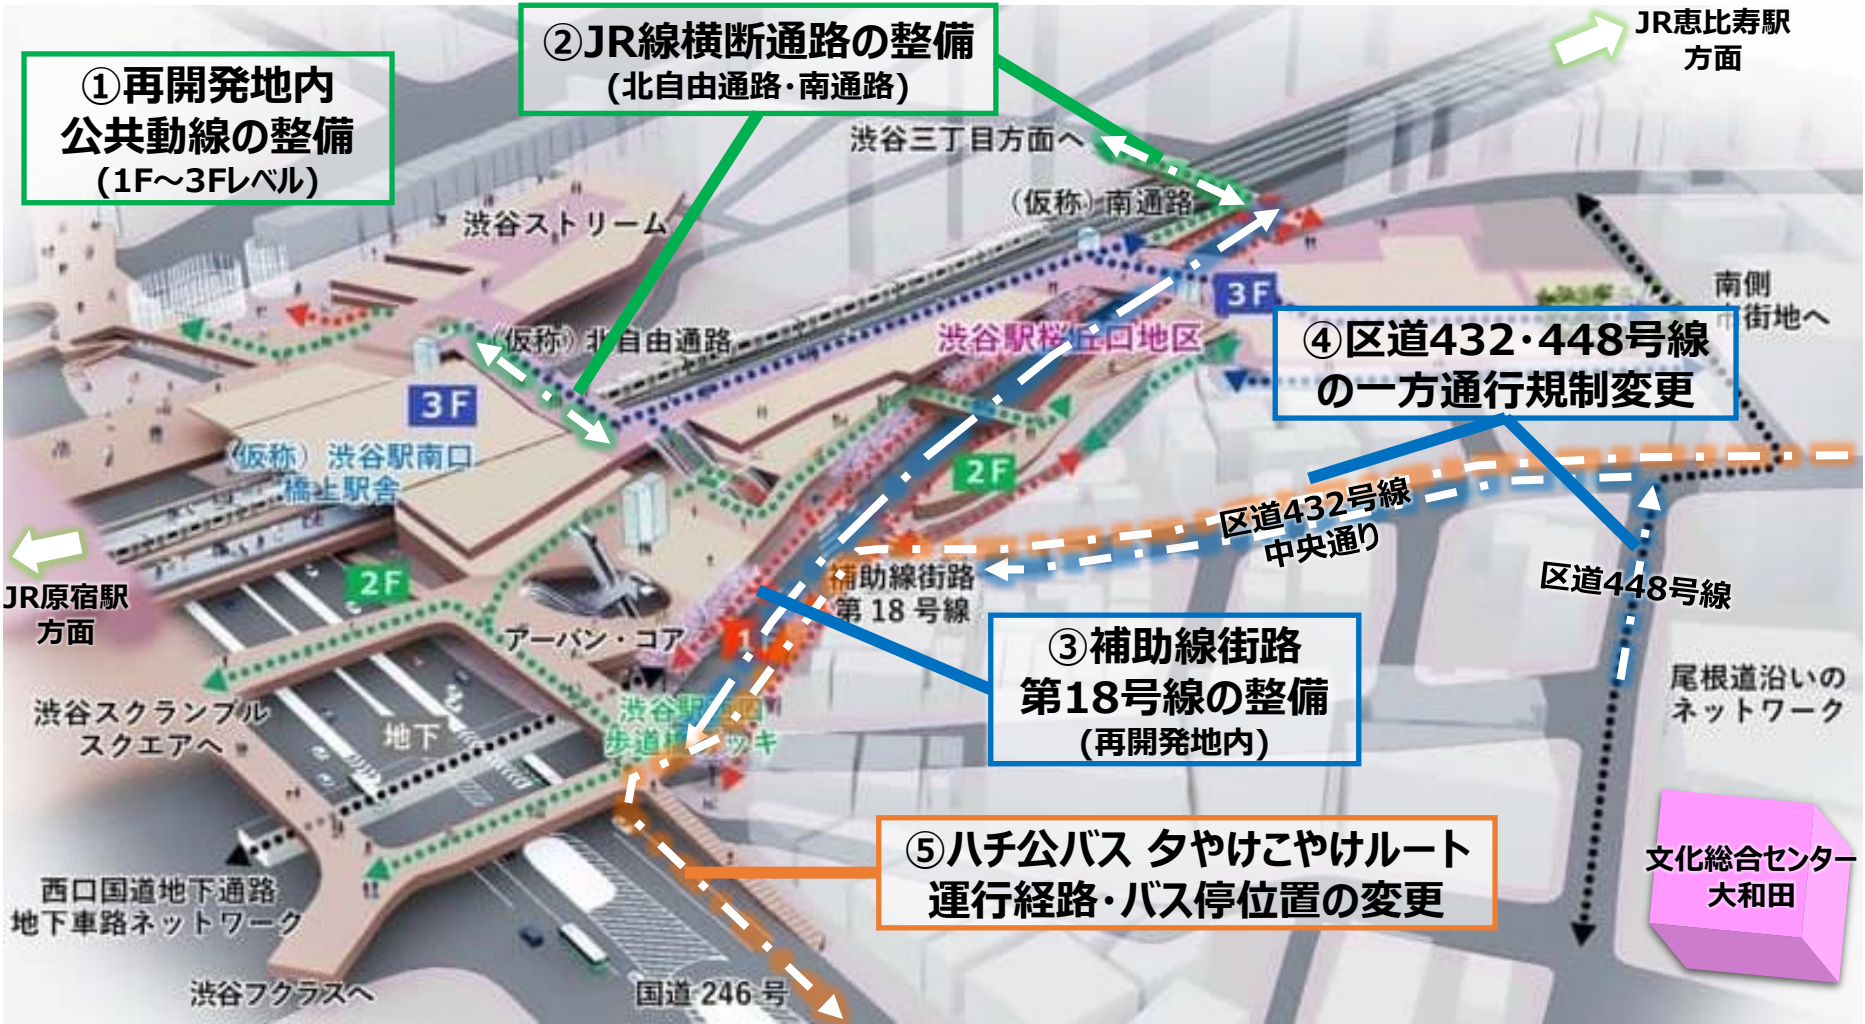 ①再開発地内
公共動線の整備
(1F～3Fレベル)
②JR線横断通路の整備
(北自由通路・南通路)
JR恵比寿駅
方面
渋谷三丁目方面へ
(仮称)南通路
渋谷ストリーム
(仮称)北自由通路
3F
3F
南側
市街地へ
渋谷駅桜丘口地区
④区道432・448号線
の一方通行規制変更
(仮称)渋谷駅南口
橋上駅舎
2F
区道432号線
中央通り
区道448号線
JR原宿駅
方面
2F
補助線街路
第18号線
アーバン・コア
1
③補助線街路
第18号線の整備
(再開発地内)
尾根道沿いの
ネットワーク
渋谷スクランブル
スクエアへ
地下
渋谷駅西口
歩道橋デッキ
⑤ハチ公バス 夕やけこやけルート
運行経路・バス停位置の変更
文化総合センター
大和田
西口国道地下通路
地下車路ネットワーク
渋谷フクラスへ
国道246号